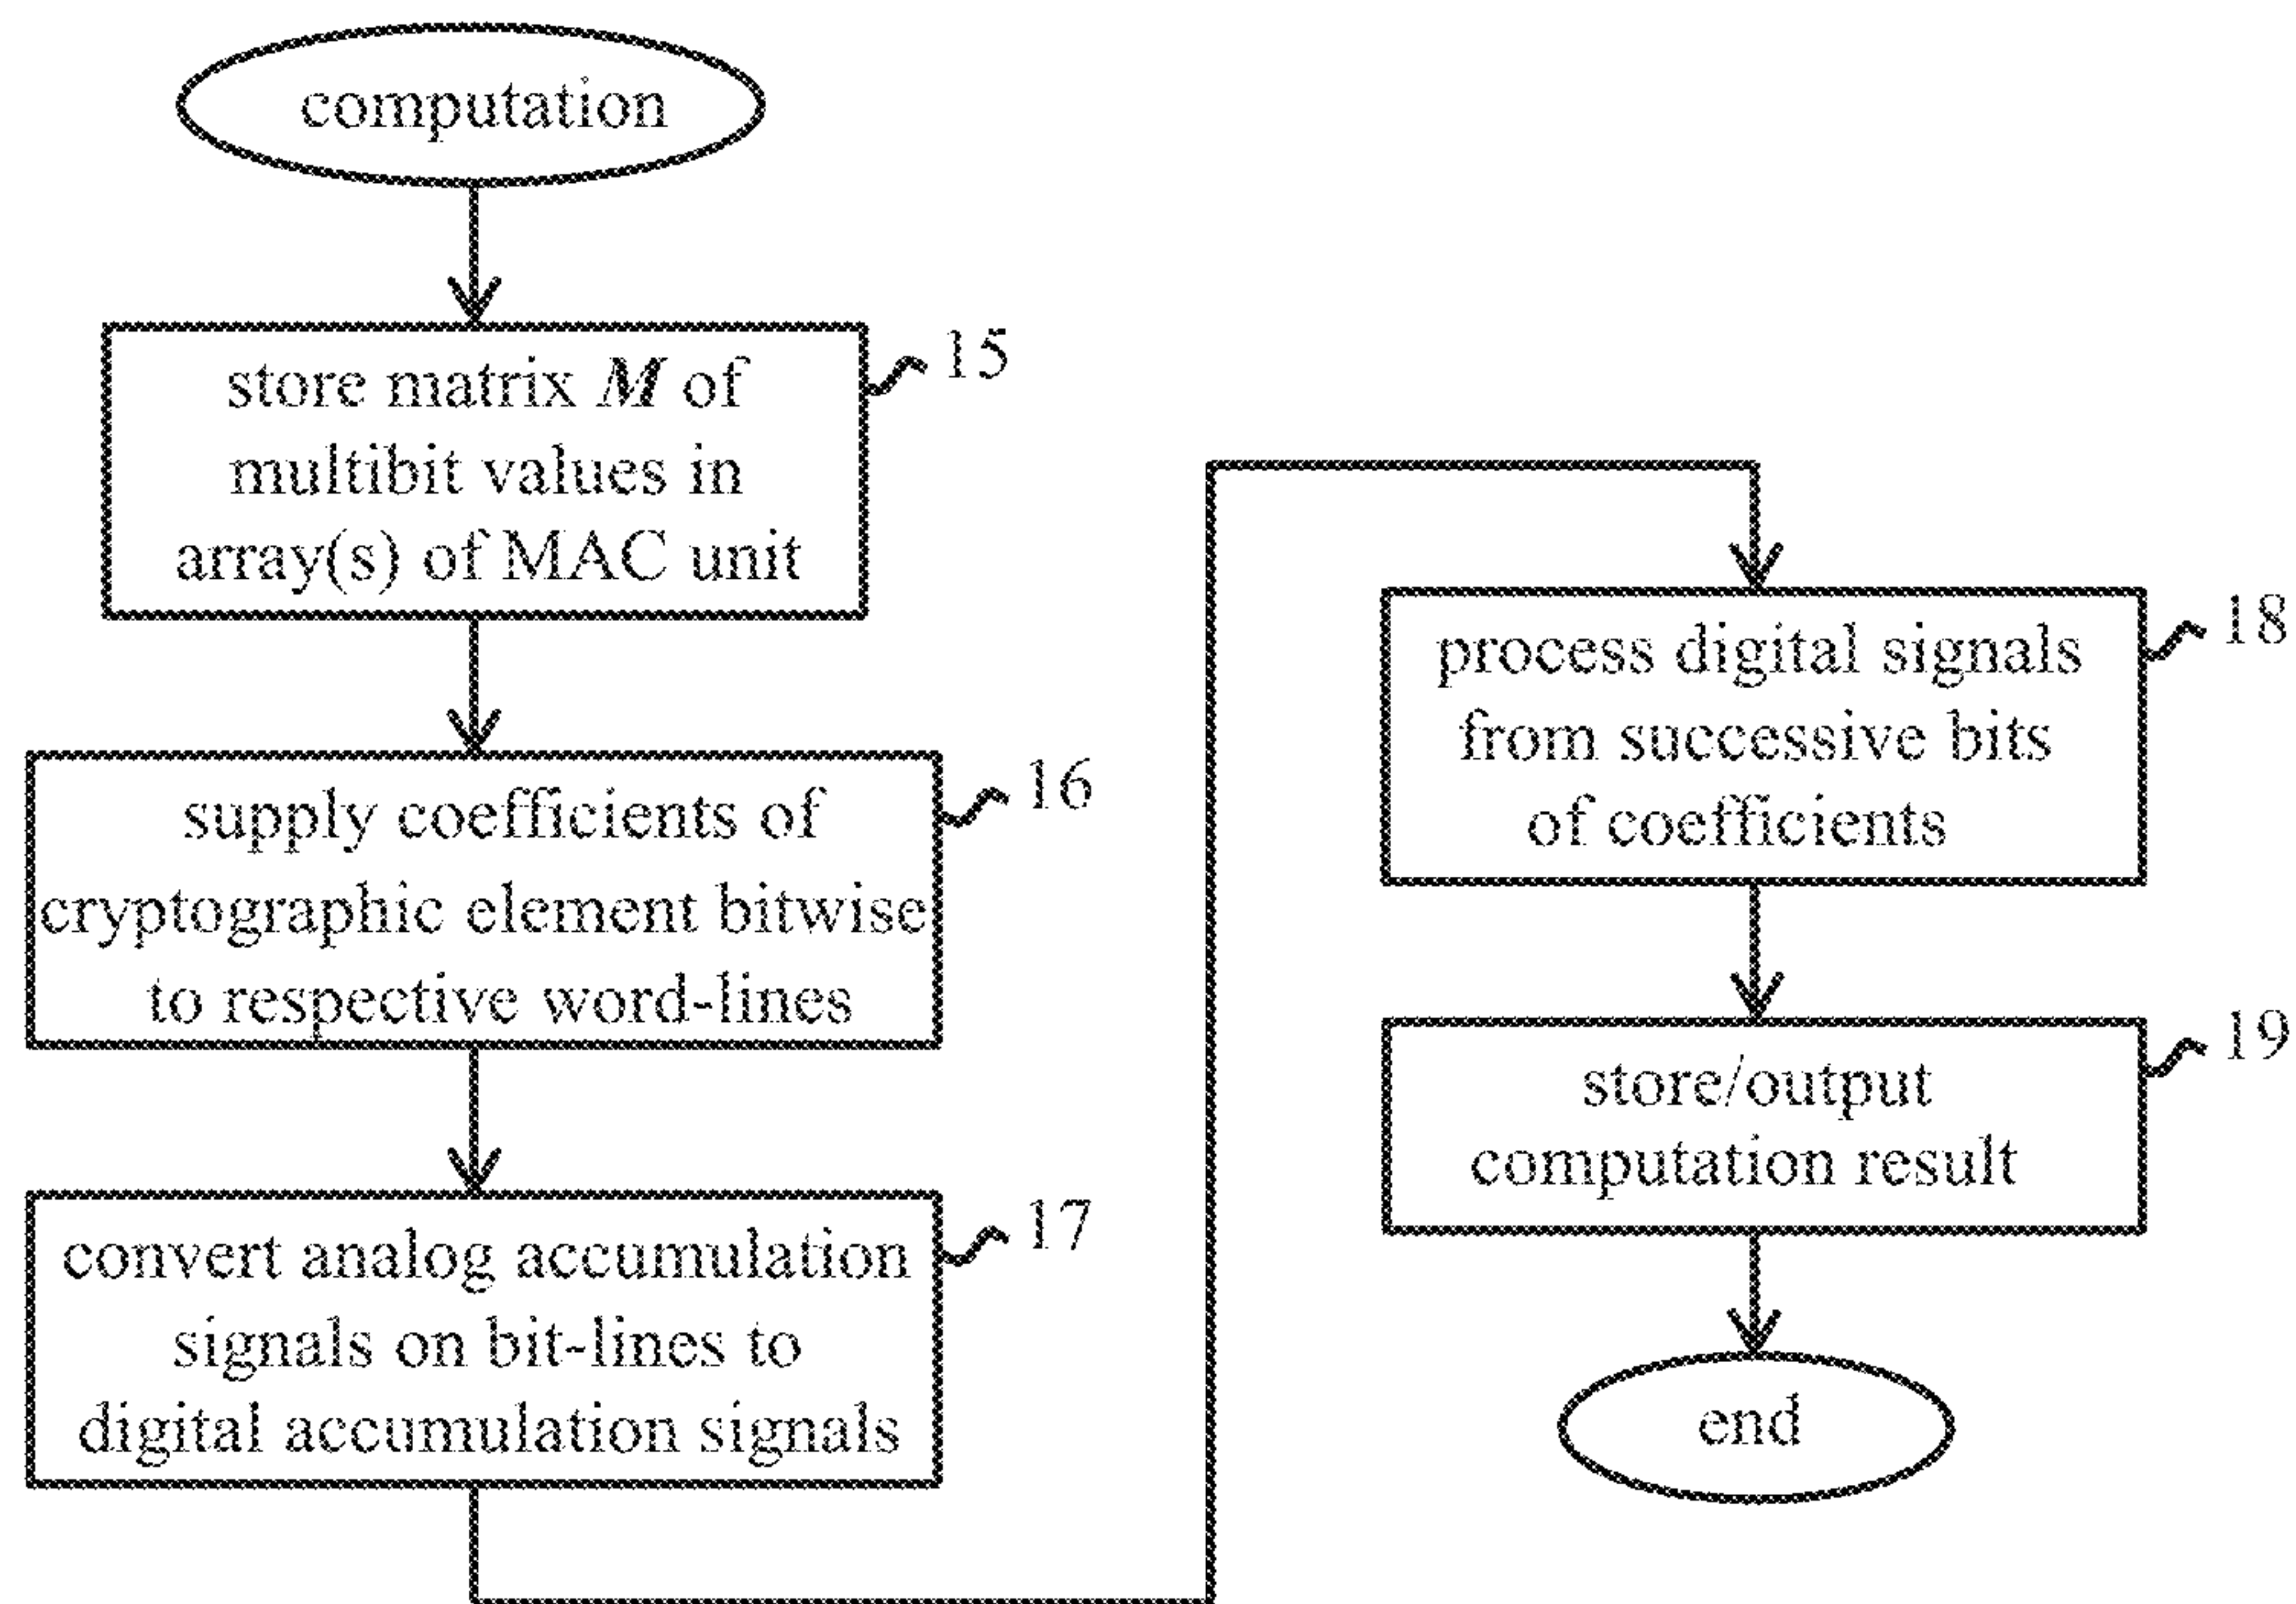 computation
store matrix M of
multibit values in
array(s) of MAC unit
15
supply coefficients of
cryptographic element bitwise
to respective word-lines
16
convert analog accumulation
signals on bit-lines to
digital accumulation signals
17
process digital signals
from successive bits
of coefficients
18
store/output
computation result
19
end